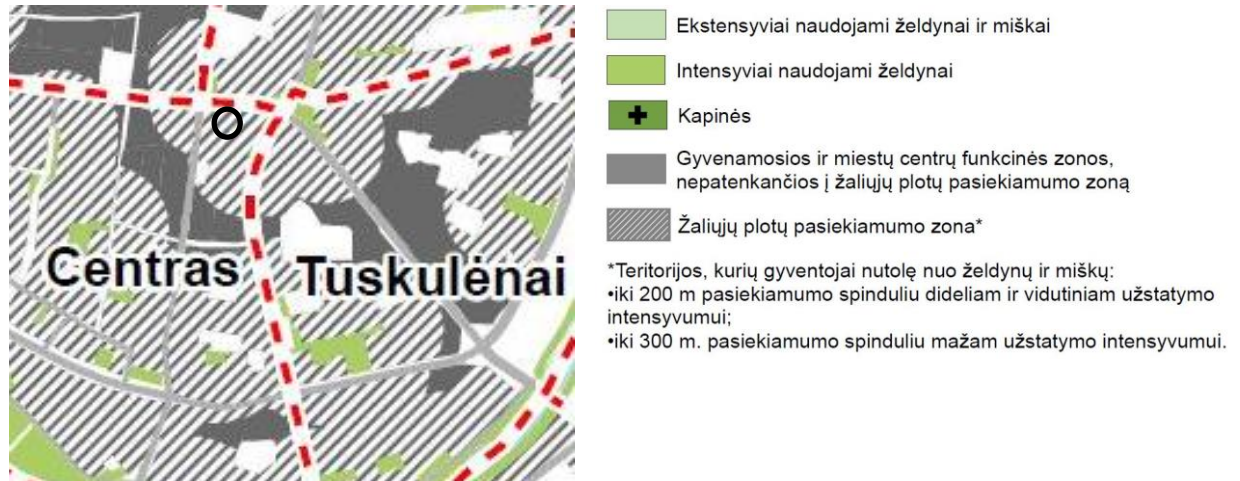 Centras
Tuskulėnai
Ekstensyviai naudojami želdynai ir miškai
Intensyviai naudojami želdynai
Kapinės
Gyvenamosios ir miestų centrų funkcinės zonos,
nepatenkančios į žaliųjų plotų pasiekiamumo zoną
Žaliųjų plotų pasiekiamumo zona*
*Teritorijos, kurių gyventojai nutolę nuo želdynų ir miškų:
•iki 200 m pasiekiamumo spinduliu dideliam ir vidutiniam užstatymo
intensyvumui;
•iki 300 m. pasiekiamumo spinduliu mažam užstatymo intensyvumui.